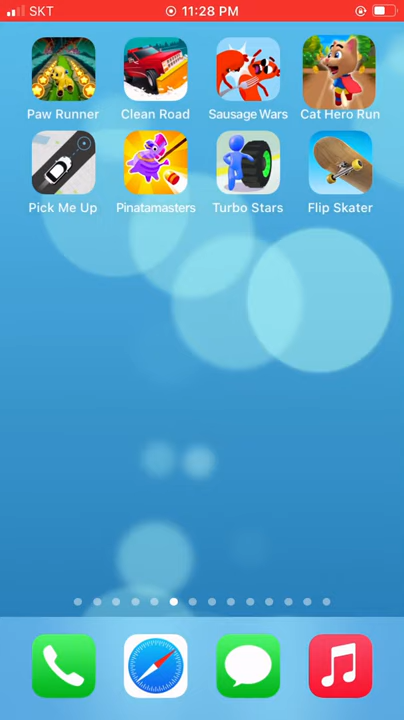 SKT 11:28 PM
Paw Runner Clean Road Sausage Wars Cat Hero Run
Pick Me Up Pinatamasters Turbo Stars Flip Skater